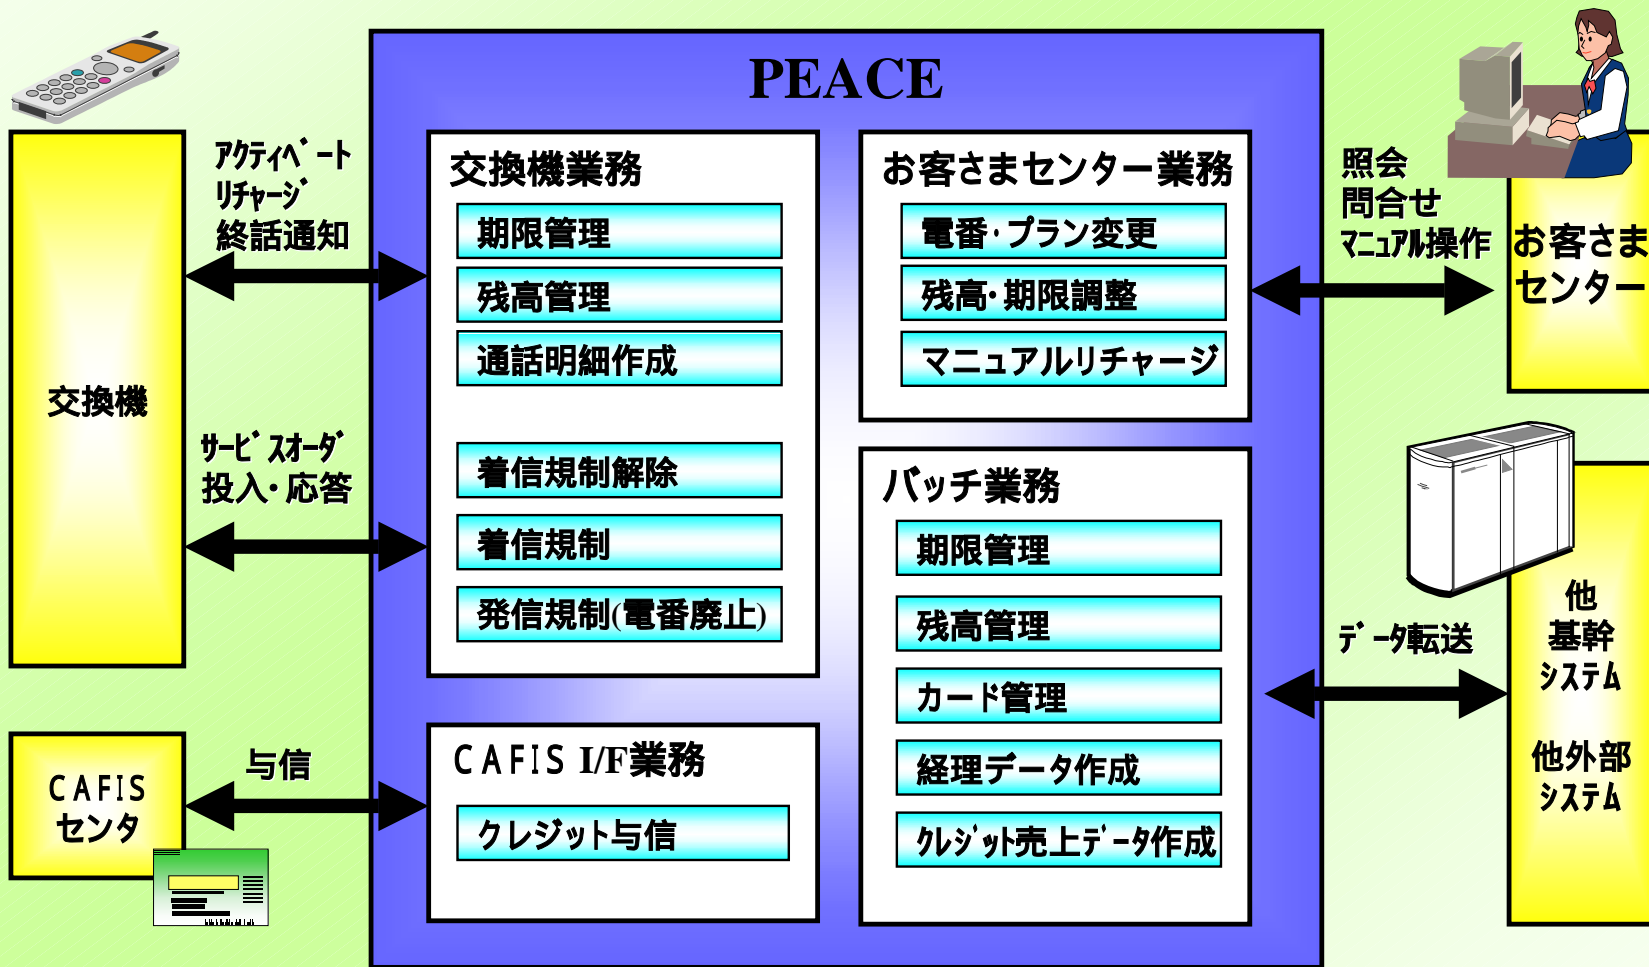 PEACE
交換機
アクティベート
リチャージ
終話通知
サービスオーダ
投入・応答
交換機業務
期限管理
残高管理
通話明細作成
着信規制解除
着信規制
発信規制(電番廃止)
CAFIS
センタ
与信
CAFIS I/F業務
クレジット与信
お客さまセンター業務
電番・プラン変更
残高・期限調整
マニュアルリチャージ
照会
問合せ
マニュアル操作
お客さま
センター
バッチ業務
期限管理
残高管理
カード管理
経理データ作成
クレジット売上データ作成
データ転送
他
基幹
システム
他外部
システム